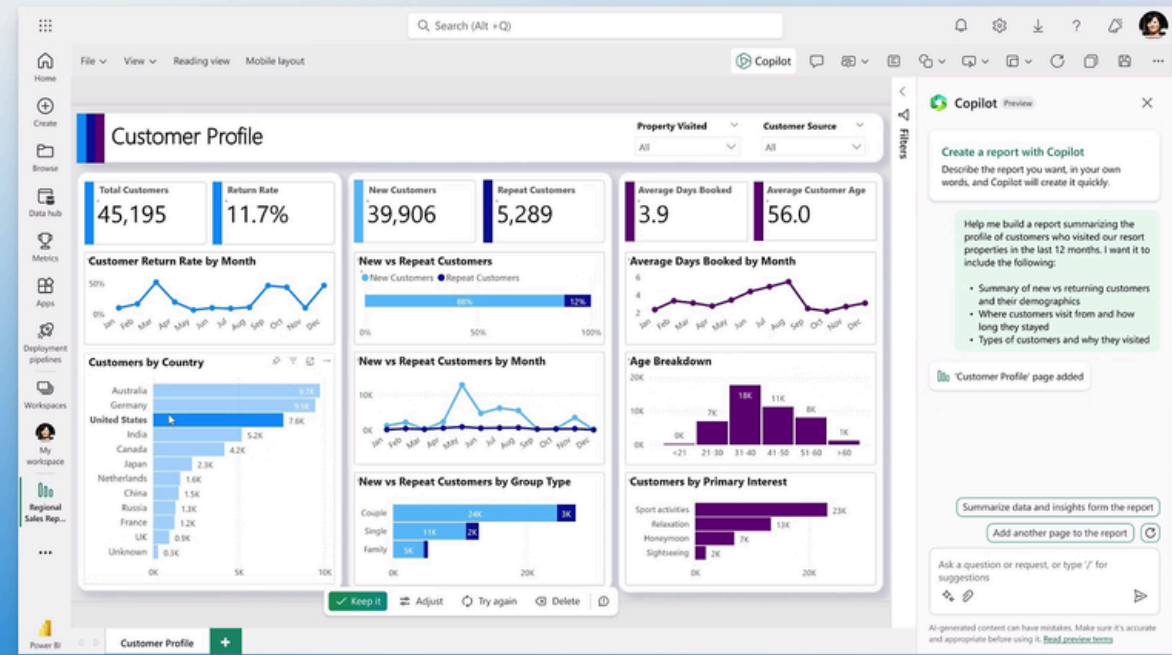 Search (Alt +Q)
Home
Create
Browse
Data hub
Metrics
Apps
Deployment
pipelines
Workspaces
My
workspace
Regional
Sales Rep...
Power BI
File
View
Reading view
Mobile layout
Copilot
Customer Profile
Property Visited
All
Customer Source
All
Filters
Total Customers
45,195
Return Rate
11.7%
New Customers
39,906
Repeat Customers
5,289
Average Days Booked
3.9
Average Customer Age
56.0
Customer Return Rate by Month
50%
0%
Jan Feb Mar Apr May Jun Jul Aug Sep Oct Nov Dec
New vs Repeat Customers
New Customers Repeat Customers
88% 12%
0% 50% 100%
Average Days Booked by Month
6
4
2
Jan Feb Mar Apr May Jun Jul Aug Sep Oct Nov Dec
Customers by Country
Australia 9.7K
Germany 9.5K
United States 7.6K
India 5.2K
Canada 4.2K
Japan 2.3K
Netherlands 1.6K
China 1.5K
Russia 1.3K
France 1.2K
UK 0.9K
Unknown 0.3K
0K 5K 10K
New vs Repeat Customers by Month
10K
0K
Jan Feb Mar Apr May Jun Jul Aug Sep Oct Nov Dec
Age Breakdown
20K
10K
0K
0K 7K 18K 11K 8K 1K
<21 21-30 31-40 41-50 51-60 >60
New vs Repeat Customers by Group Type
Couple 24K 3K
Single 11K 2K
Family 5K
0K 20K
Customers by Primary Interest
Sport activities 23K
Relaxation 13K
Honeymoon 7K
Sightseeing 2K
0K 20K
Keep it
Adjust
Try again
Delete
Customer Profile
Copilot Preview
Create a report with Copilot
Describe the report you want, in your own
words, and Copilot will create it quickly.
Help me build a report summarizing the
profile of customers who visited our resort
properties in the last 12 months. I want it to
include the following:
• Summary of new vs returning customers
and their demographics
• Where customers visit from and how
long they stayed
• Types of customers and why they visited
'Customer Profile' page added
Summarize data and insights form the report
Add another page to the report
Ask a question or request, or type '/' for
suggestions
AI-generated content can have mistakes. Make sure it's accurate
and appropriate before using it. Read preview terms